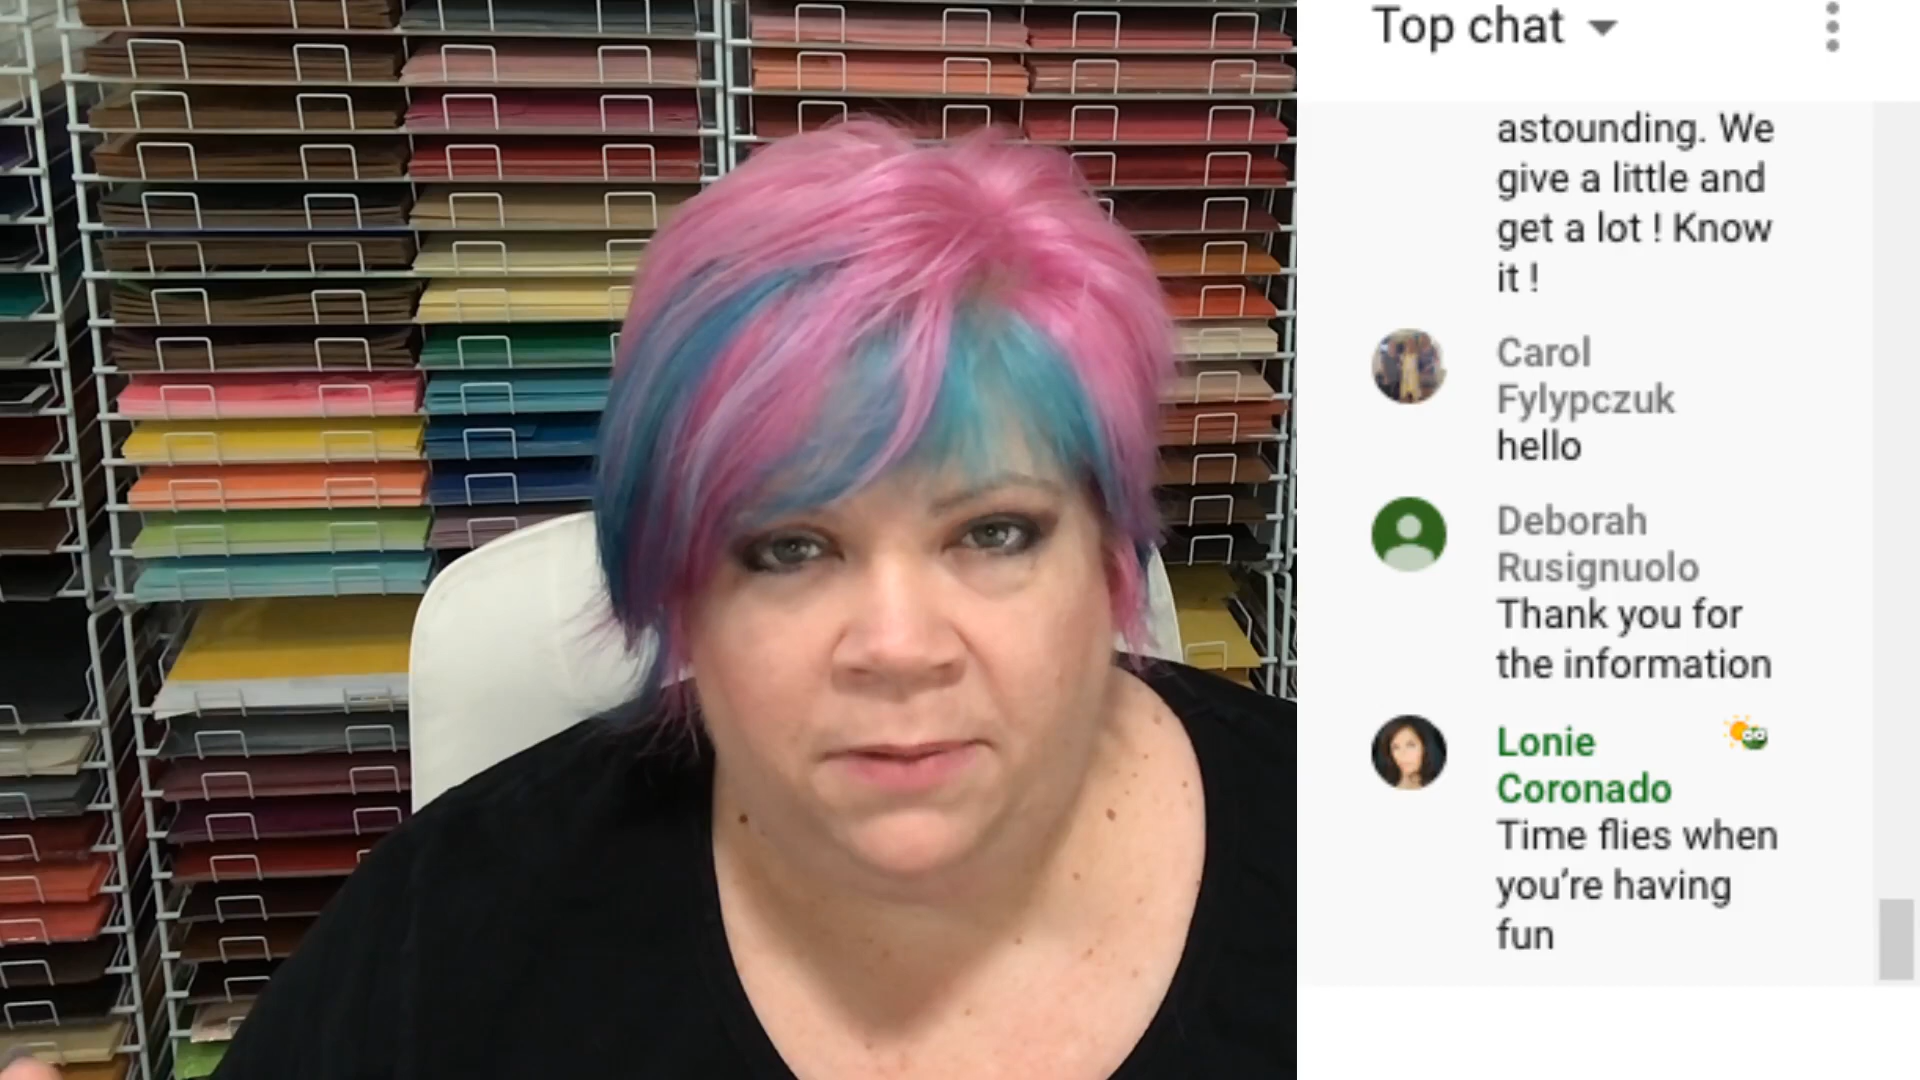 Top chat
astounding. We
give a little and
get a lot ! Know
it !
Carol
Fylypczuk
hello
Deborah
Rusignuolo
Thank you for
the information
Lonie
Coronado
Time flies when
you're having
fun